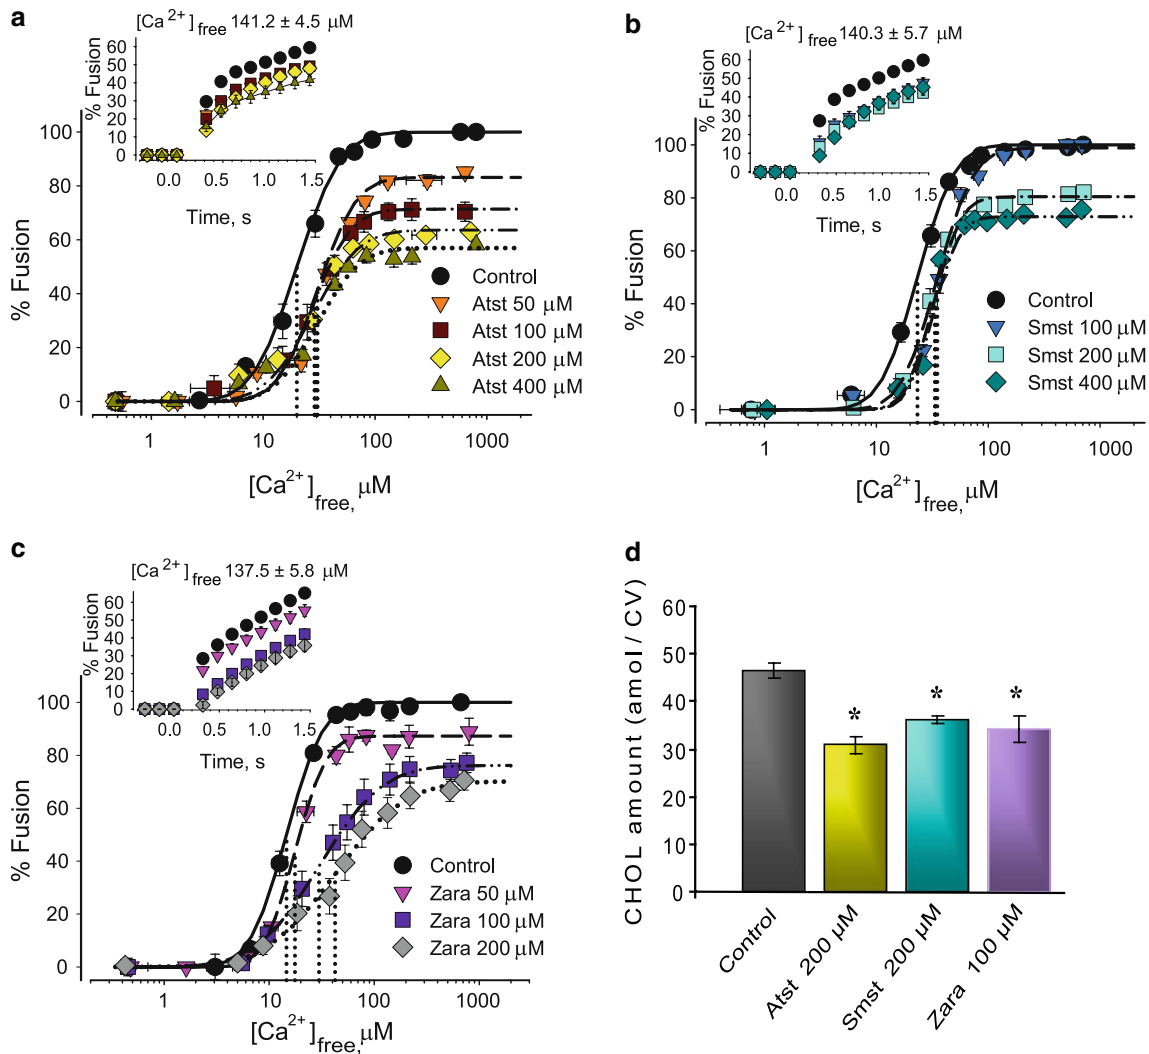 a
[Ca2+]free 141.2 ± 4.5 µM
% Fusion
60
50
40
30
20
10
0
0.0 0.5 1.0 1.5
Time, s
% Fusion
100
80
60
40
20
0
Control
Atst 50 µM
Atst 100 µM
Atst 200 µM
Atst 400 µM
1 10 100 1000
[Ca2+]free, µM
b
[Ca2+]free 140.3 ± 5.7 µM
% Fusion
60
50
40
30
20
10
0
0.0 0.5 1.0 1.5
Time, s
% Fusion
100
80
60
40
20
0
Control
Smst 100 µM
Smst 200 µM
Smst 400 µM
1 10 100 1000
[Ca2+]free, µM
c
[Ca2+]free 137.5 ± 5.8 µM
% Fusion
60
50
40
30
20
10
0
0.0 0.5 1.0 1.5
Time, s
% Fusion
100
80
60
40
20
0
Control
Zara 50 µM
Zara 100 µM
Zara 200 µM
1 10 100 1000
[Ca2+]free, µM
d
CHOL amount (amol / CV)
60
50
40
30
20
10
0
* * *
Control
Atst 200 µM
Smst 200 µM
Zara 100 µM